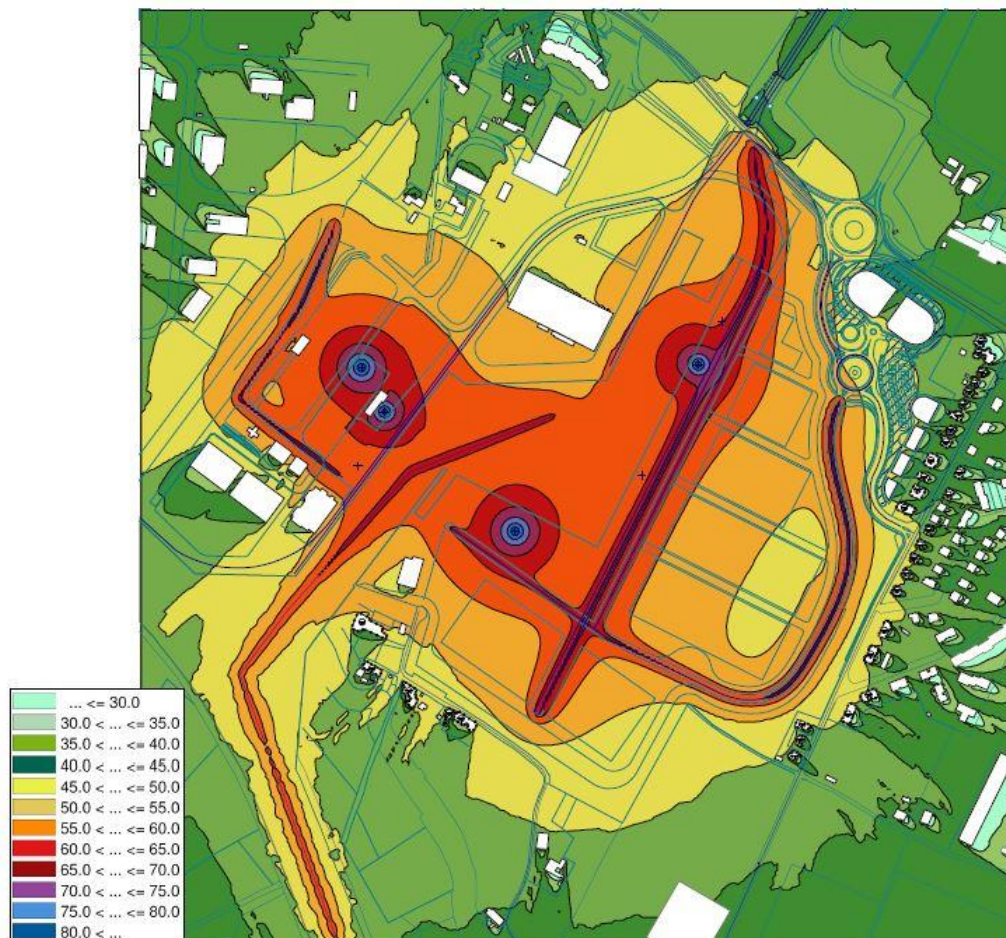 ... <= 30.0
30.0 < ... <= 35.0
35.0 < ... <= 40.0
40.0 < ... <= 45.0
45.0 < ... <= 50.0
50.0 < ... <= 55.0
55.0 < ... <= 60.0
60.0 < ... <= 65.0
65.0 < ... <= 70.0
70.0 < ... <= 75.0
75.0 < ... <= 80.0
80.0 < ...